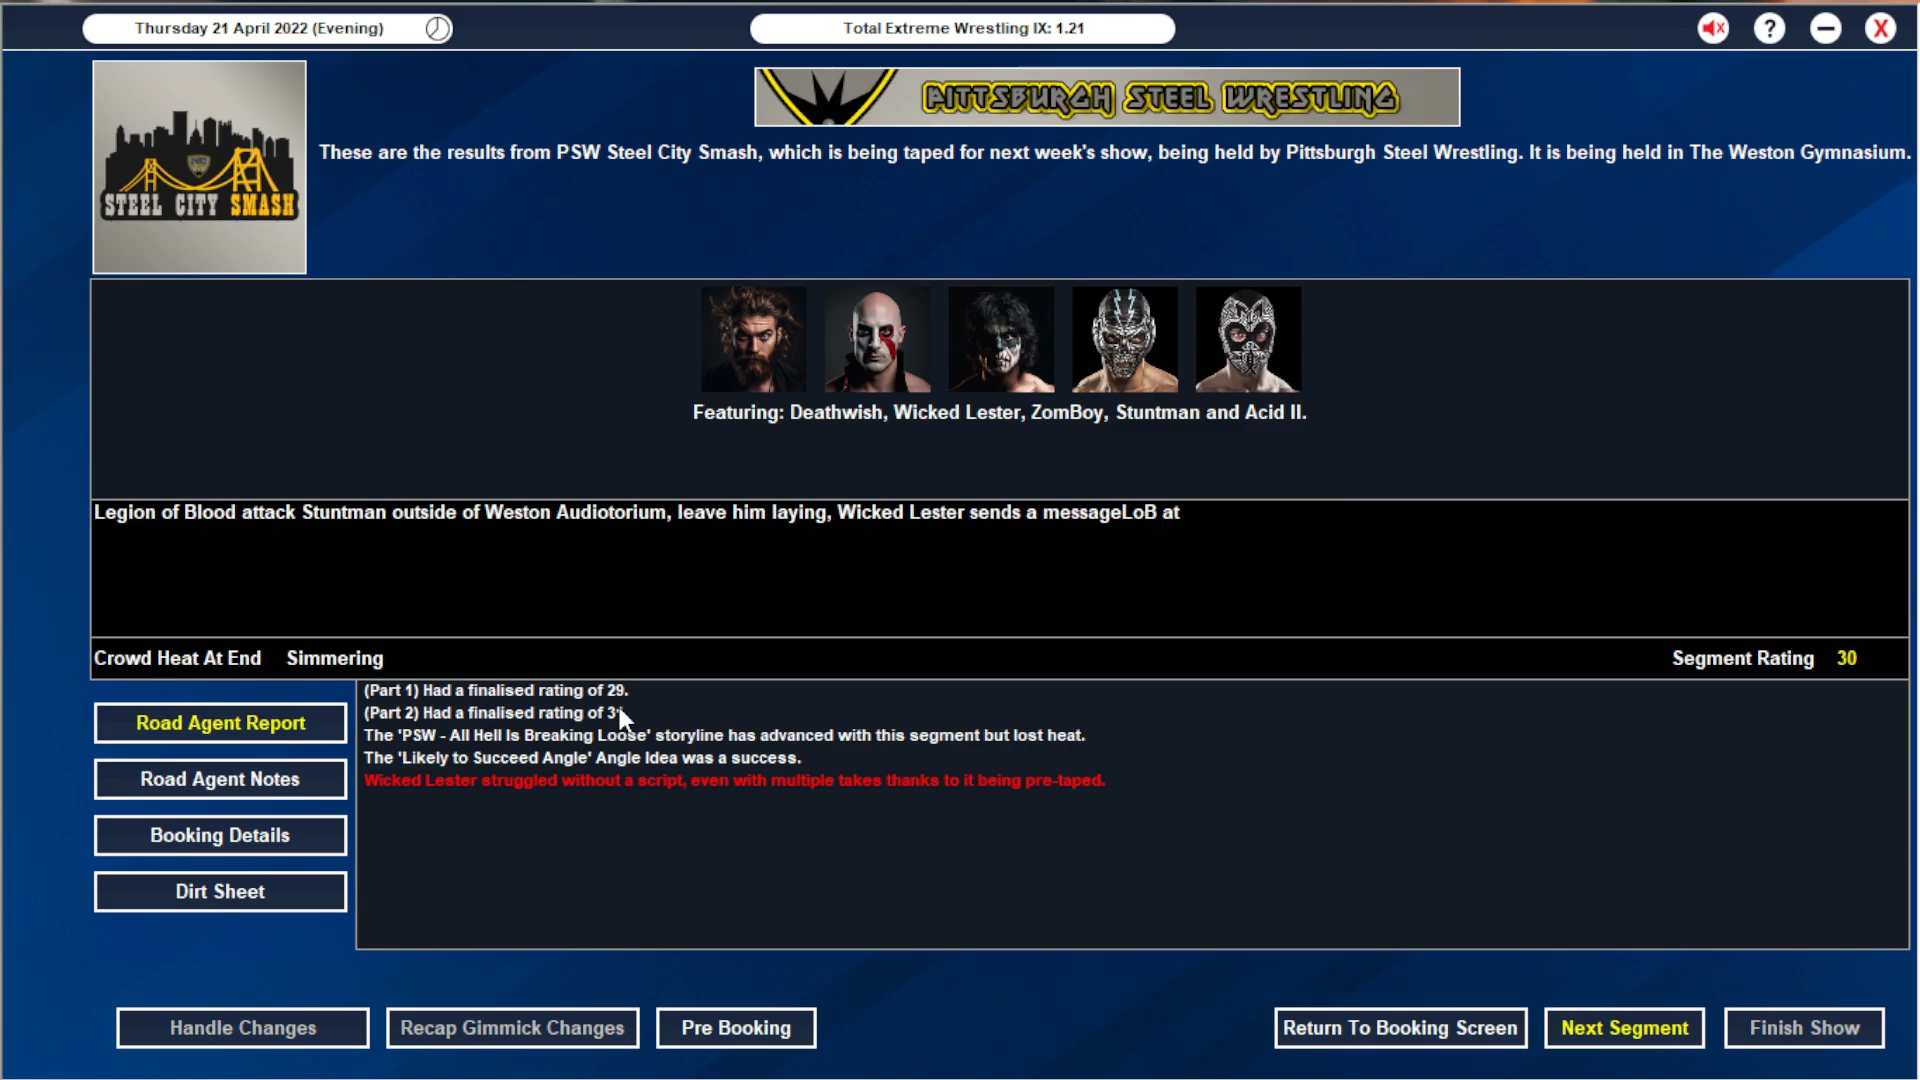 Thursday 21 April 2022 (Evening)
Total Extreme Wrestling IX: 1.21
?
X
PITTSBURGH STEEL WRESTLING
STEEL CITY SMASH
These are the results from PSW Steel City Smash, which is being taped for next week's show, being held by Pittsburgh Steel Wrestling. It is being held in The Weston Gymnasium.
Featuring: Deathwish, Wicked Lester, ZomBoy, Stuntman and Acid II.
Legion of Blood attack Stuntman outside of Weston Audiotorium, leave him laying, Wicked Lester sends a messageLoB at
Crowd Heat At End Simmering
Segment Rating 30
Road Agent Report
Road Agent Notes
Booking Details
Dirt Sheet
(Part 1) Had a finalised rating of 29.
(Part 2) Had a finalised rating of
The 'PSW - All Hell Is Breaking Loose' storyline has advanced with this segment but lost heat.
The 'Likely to Succeed Angle' Angle Idea was a success.
Wicked Lester struggled without a script, even with multiple takes thanks to it being pre-taped.
Handle Changes
Recap Gimmick Changes
Pre Booking
Return To Booking Screen
Next Segment
Finish Show